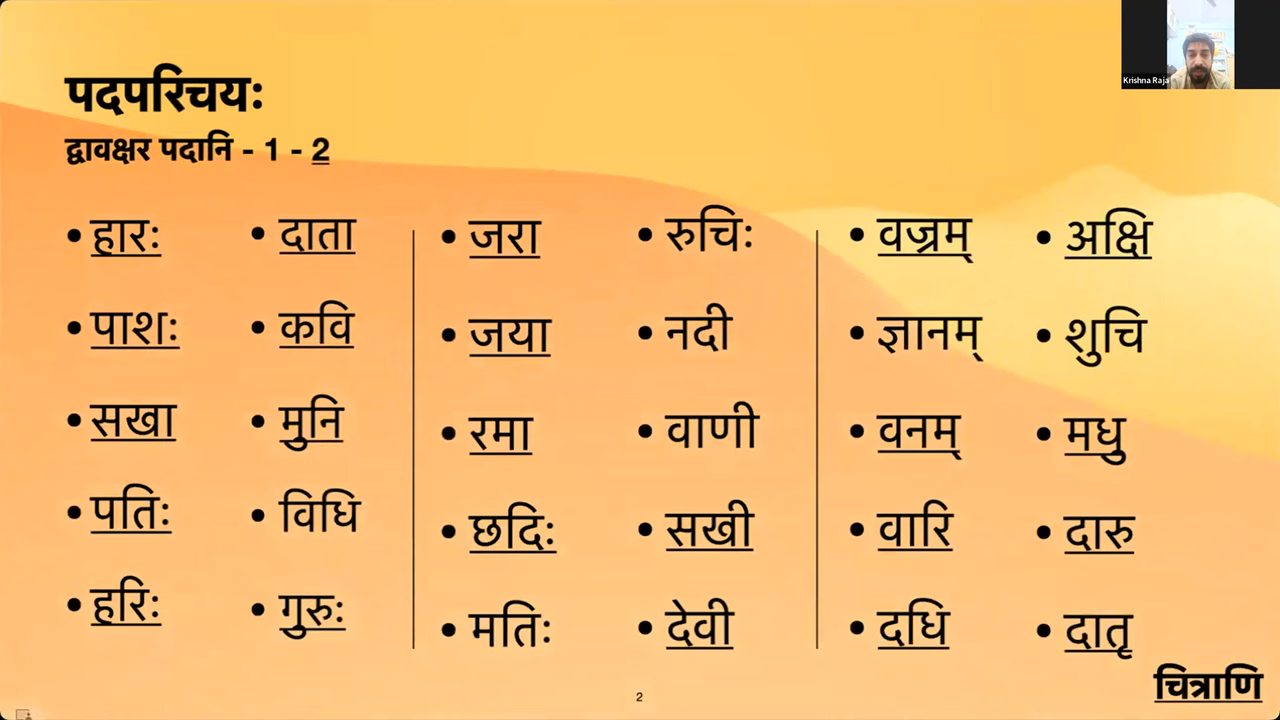 Krishna Raja
पदपरिचयः
द्वावक्षर पदानि - 1 - 2
• हारः • दाता • जरा • रुचिः • वज्रम् • अक्षि
• पाशः • कवि • जया • नदी • ज्ञानम् • शुचि
• सखा • मुनि • रमा • वाणी • वनम् • मधु
• पतिः • विधि • छदिः • सखी • वारि • दारु
• हरिः • गुरुः • मतिः • देवी • दधि • दातृ
चित्राणि
2